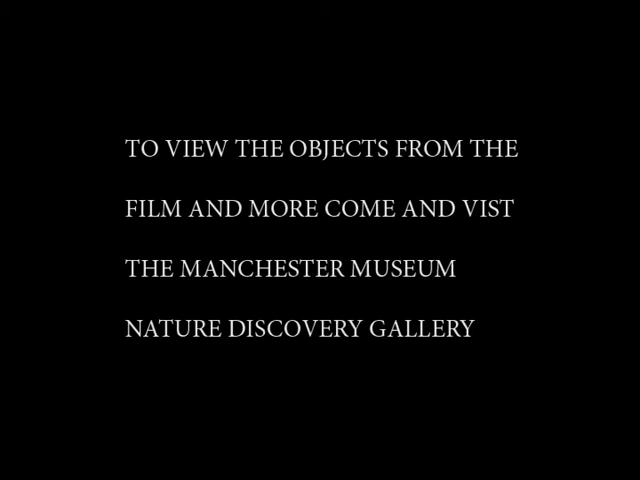 TO VIEW THE OBJECTS FROM THE
FILM AND MORE COME AND VIST
THE MANCHESTER MUSEUM
NATURE DISCOVERY GALLERY